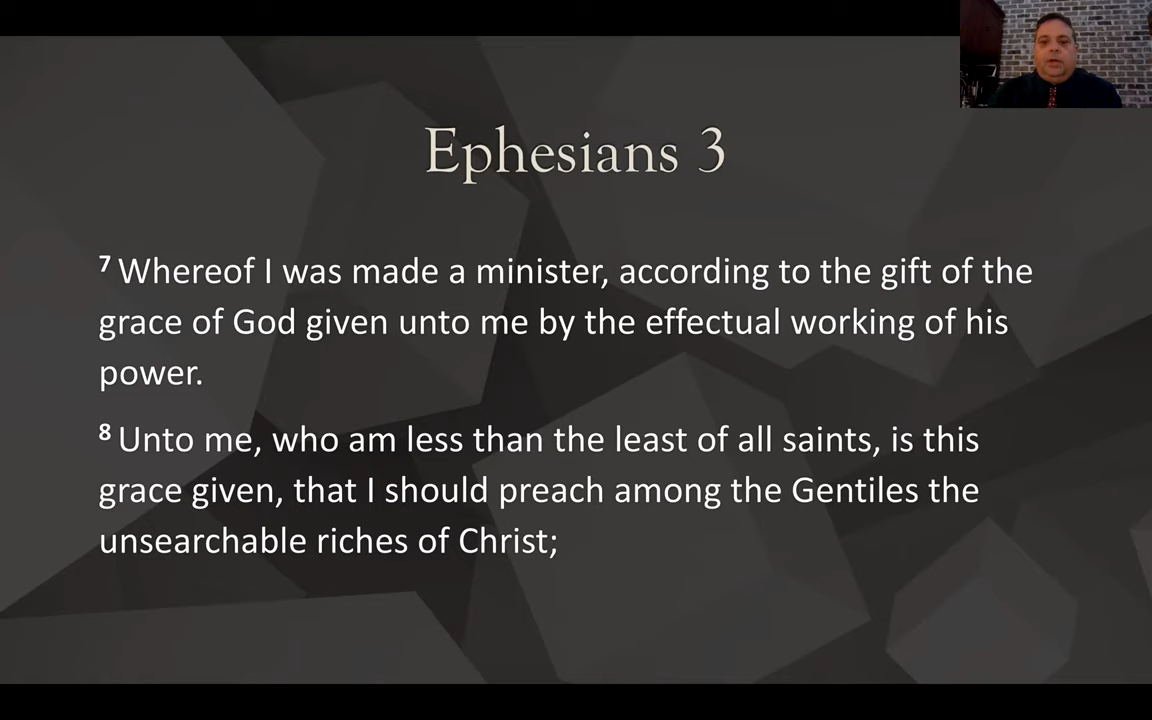 Ephesians 3
7 Whereof I was made a minister, according to the gift of the
grace of God given unto me by the effectual working of his
power.
8 Unto me, who am less than the least of all saints, is this
grace given, that I should preach among the Gentiles the
unsearchable riches of Christ;